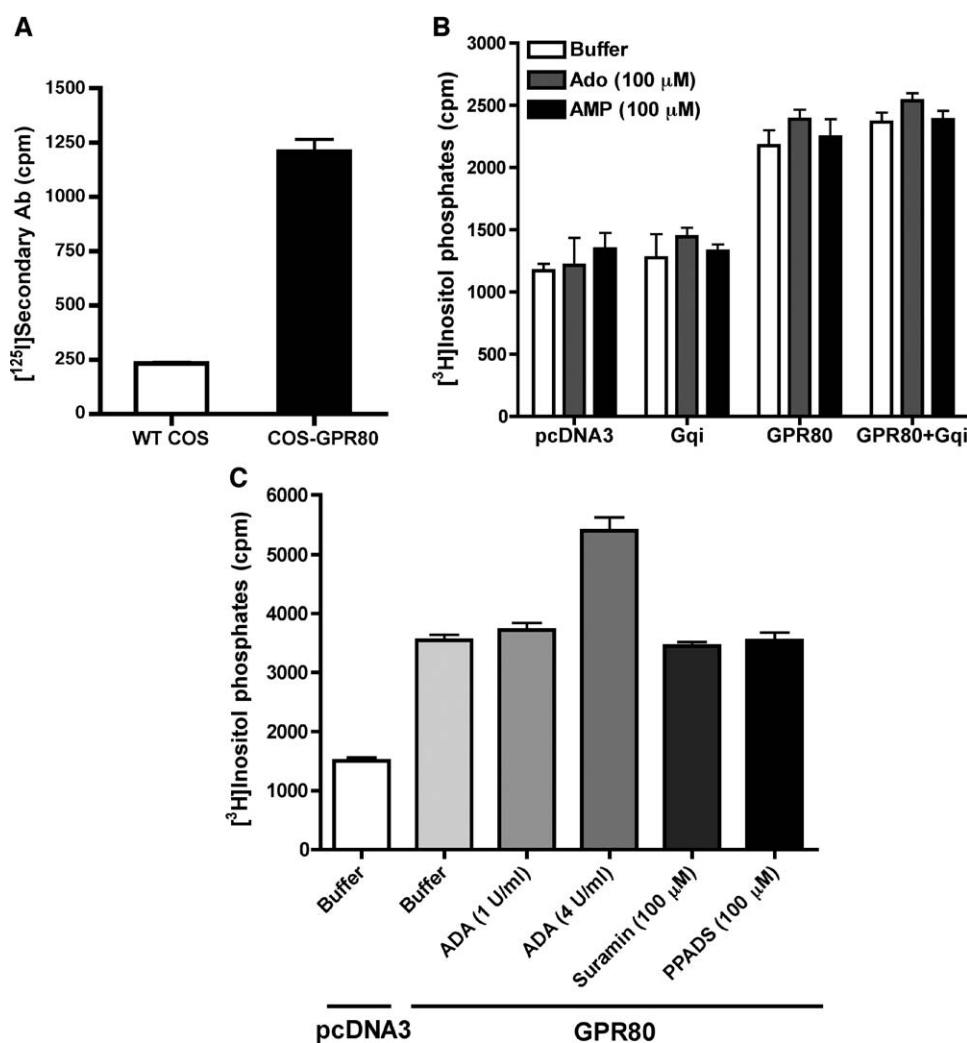 A
[¹²⁵I]Secondary Ab (cpm)
1500
1250
1000
750
500
250
0
WT COS
COS-GPR80
B
[³H]Inositol phosphates (cpm)
3000
2500
2000
1500
1000
500
0
Buffer
Ado (100 μM)
AMP (100 μM)
pcDNA3
Gqi
GPR80
GPR80+Gqi
C
[³H]Inositol phosphates (cpm)
6000
5000
4000
3000
2000
1000
0
Buffer
Buffer
ADA (1 U/ml)
ADA (4 U/ml)
Suramin (100 μM)
PPADS (100 μM)
pcDNA3
GPR80